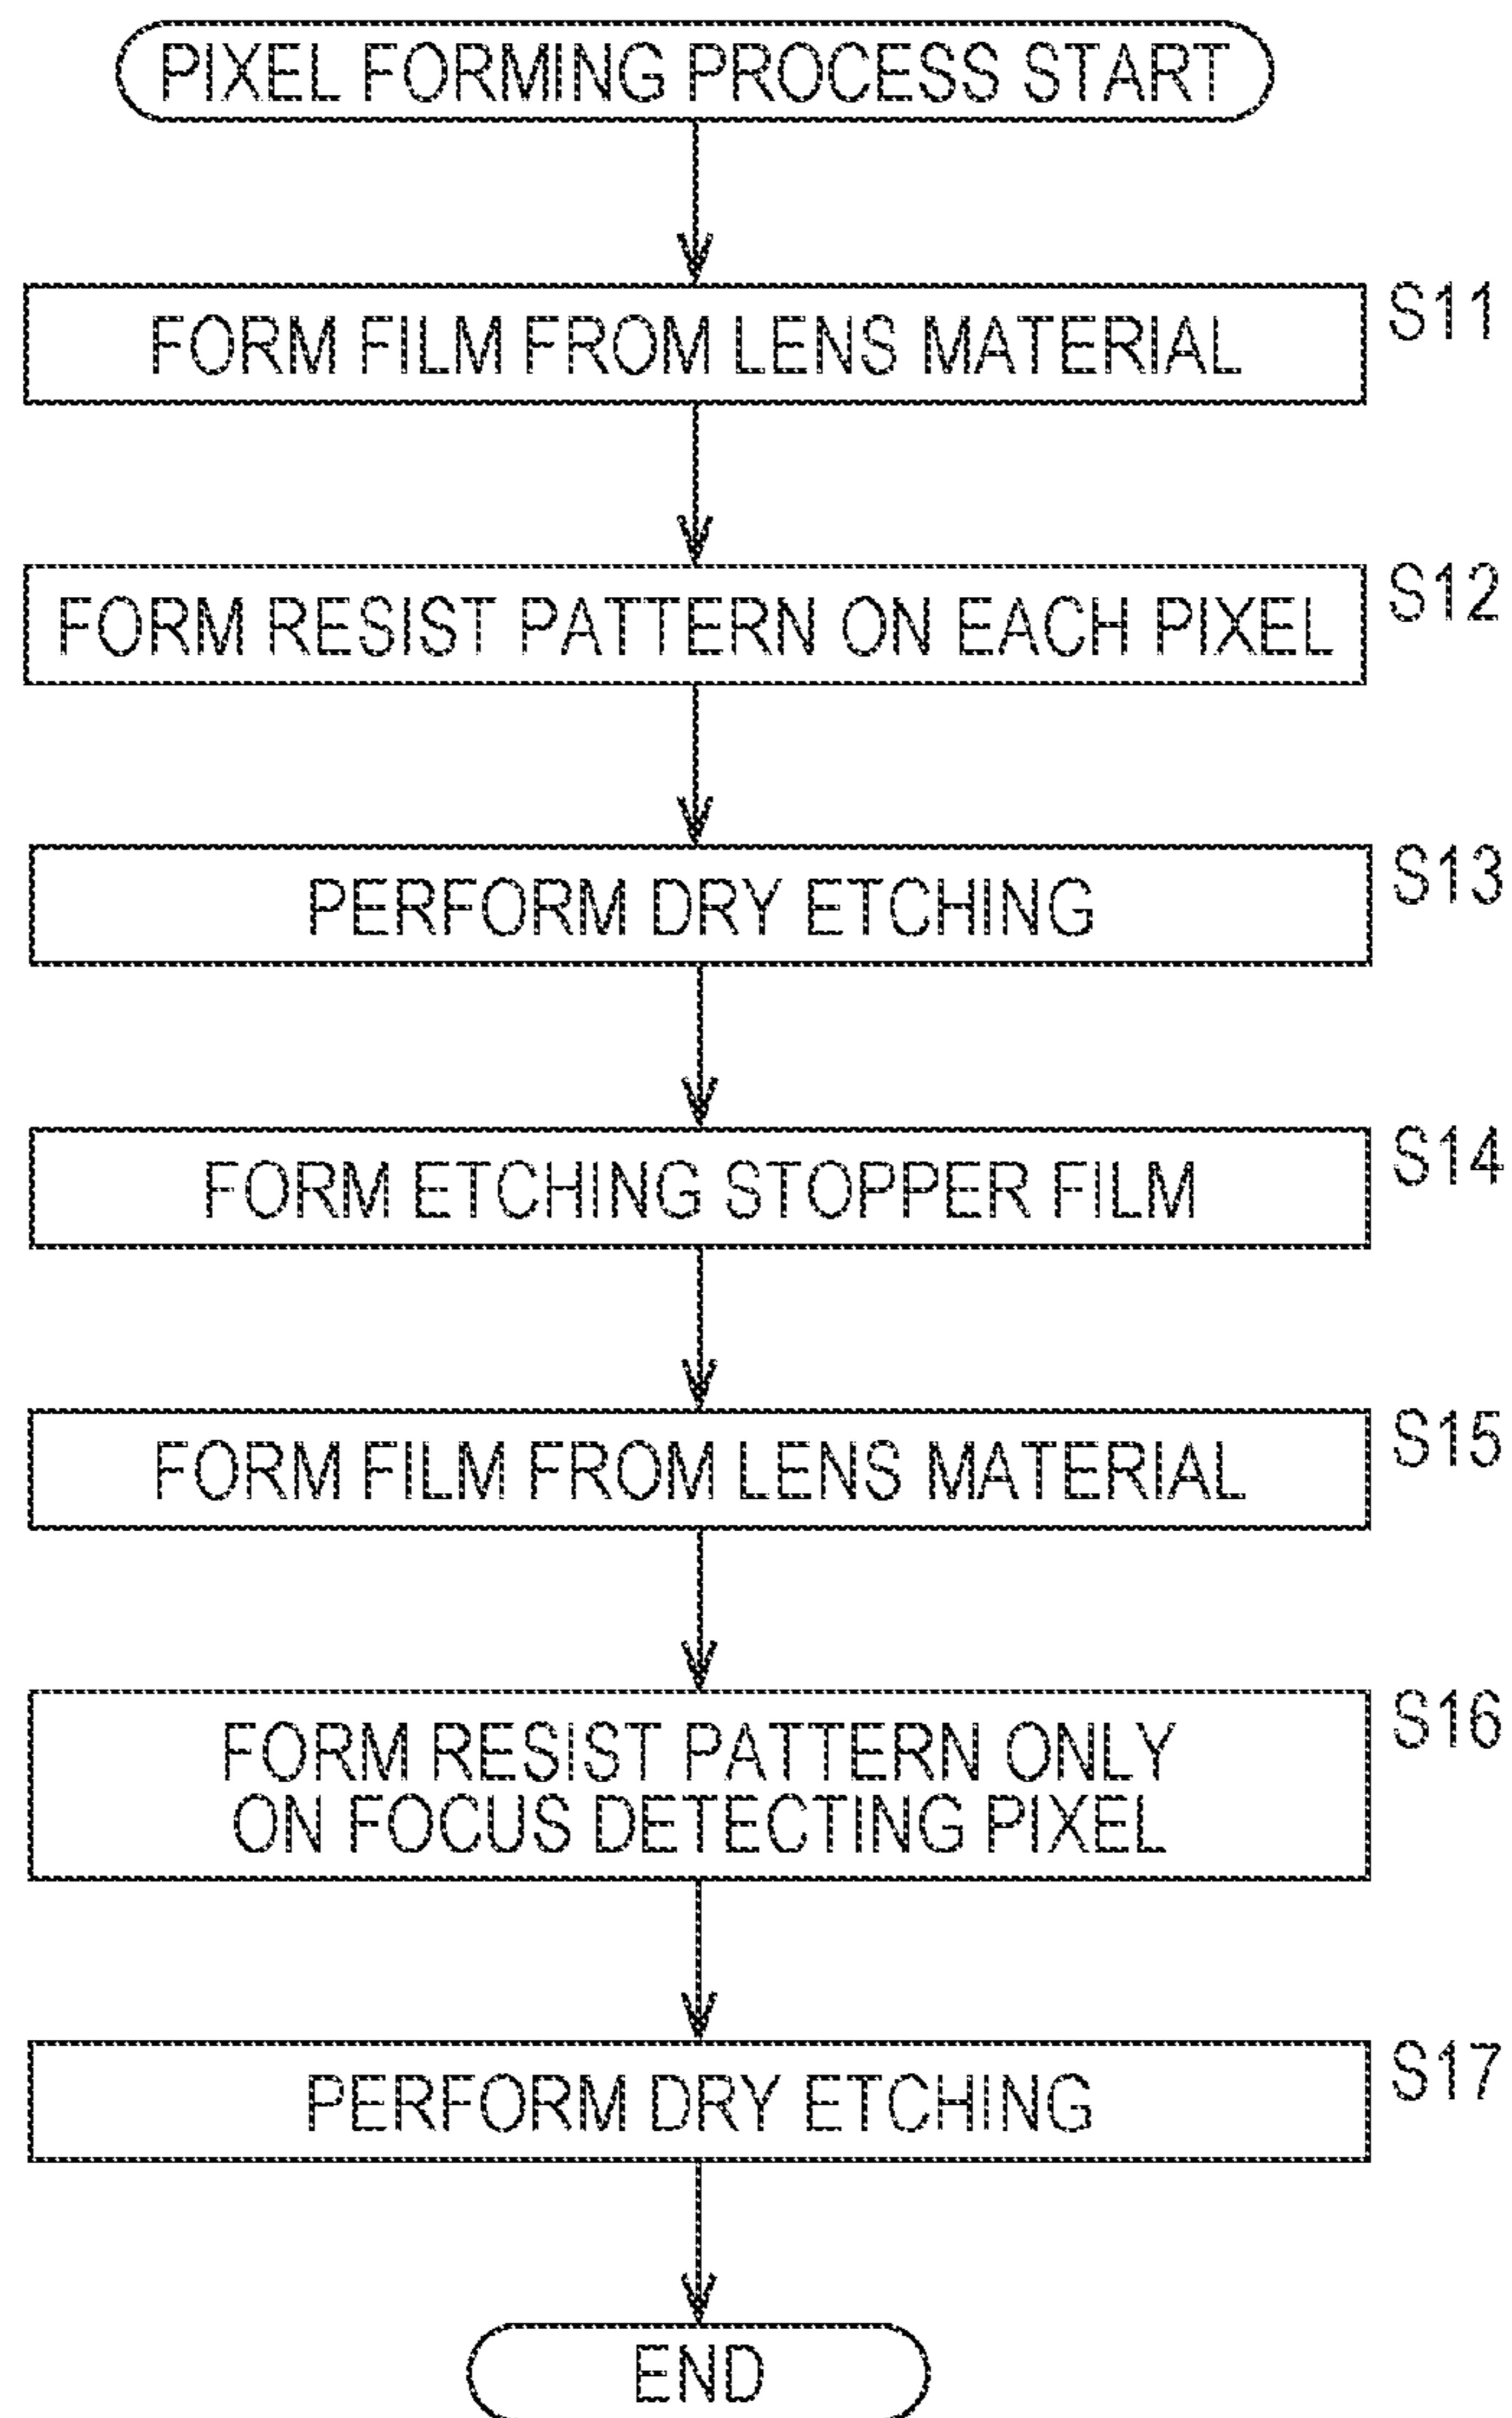 PIXEL FORMING PROCESS START
FORM FILM FROM LENS MATERIAL S11
FORM RESIST PATTERN ON EACH PIXEL S12
PERFORM DRY ETCHING S13
FORM ETCHING STOPPER FILM S14
FORM FILM FROM LENS MATERIAL S15
FORM RESIST PATTERN ONLY S16
ON FOCUS DETECTING PIXEL
PERFORM DRY ETCHING S17
END